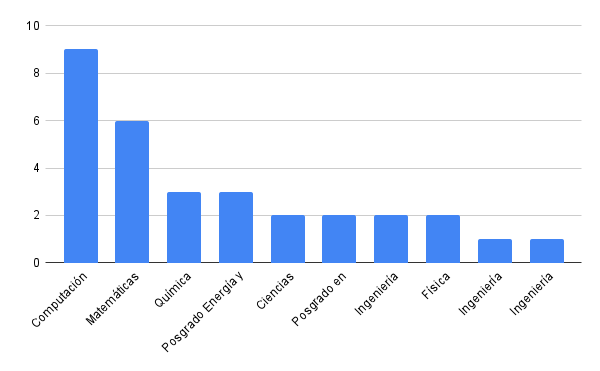 10
8
6
4
2
0
Computación
Matemáticas
Química
Posgrado Energía y
Ciencias
Posgrado en
Ingeniería
Física
Ingeniería
Ingeniería